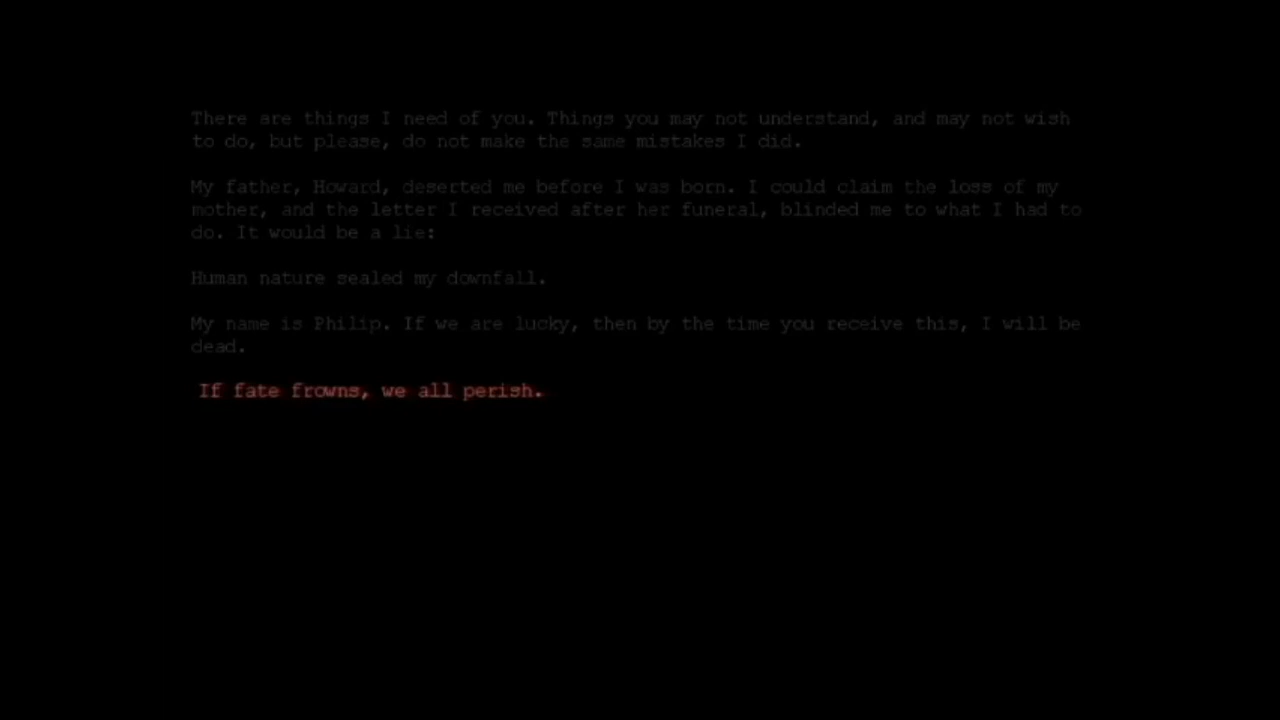 There are things I need of you. Things you may not understand, and may not wish
to do, but please, do not make the same mistakes I did.
My father, Howard, deserted me before I was born. I could claim the loss of my
mother, and the letter I received after her funeral, blinded me to what I had to
do. It would be a lie:
Human nature sealed my downfall.
My name is Philip. If we are lucky, then by the time you receive this, I will be
dead.
If fate frowns, we all perish.